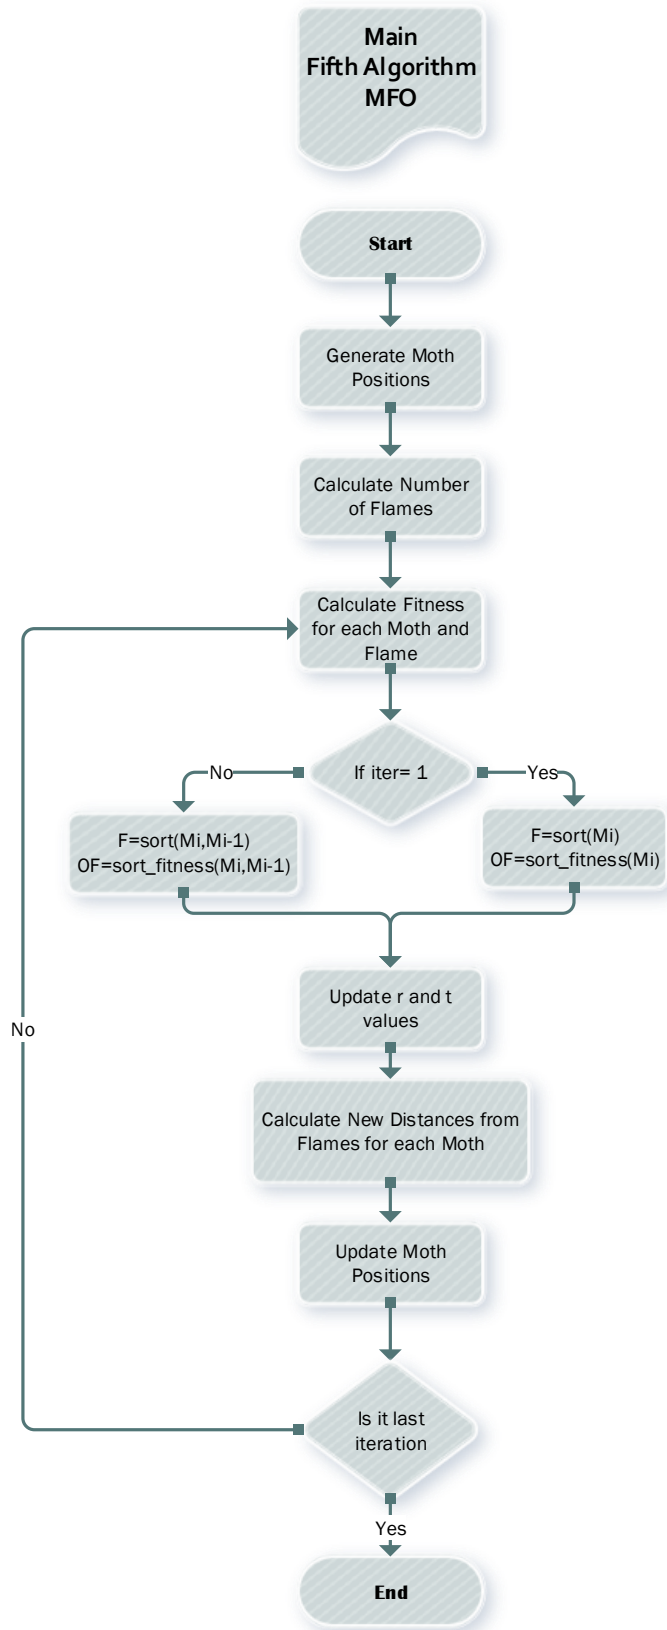 Main
Fifth Algorithm
MFO
Start
Generate Moth
Positions
Calculate Number
of Flames
Calculate Fitness
for each Moth and
Flame
If iter= 1
No
Yes
F=sort(Mi,Mi-1)
OF=sort_fitness(Mi,Mi-1)
F=sort(Mi)
OF=sort_fitness(Mi)
Update r and t
values
No
Calculate New Distances from
Flames for each Moth
Update Moth
Positions
Is it last
iteration
Yes
End